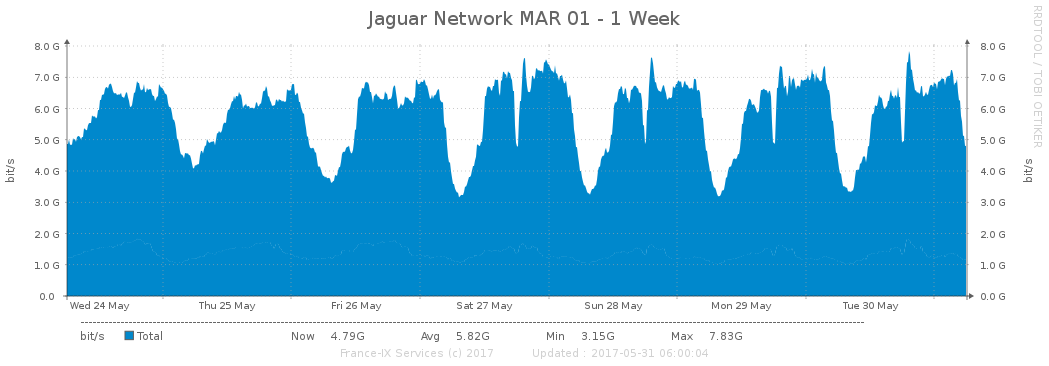 Jaguar Network MAR 01 - 1 Week
RRDTOOL / TOBI OETIKER
bit/s
bit/s
8.0 G 8.0 G
7.0 G 7.0 G
6.0 G 6.0 G
5.0 G 5.0 G
4.0 G 4.0 G
3.0 G 3.0 G
2.0 G 2.0 G
1.0 G 1.0 G
0.0 0.0 G
Wed 24 May Thu 25 May Fri 26 May Sat 27 May Sun 28 May Mon 29 May Tue 30 May
bit/s Total Now 4.79G Avg 5.82G Min 3.15G Max 7.83G
France-IX Services (c) 2017 Updated : 2017-05-31 06:00:04